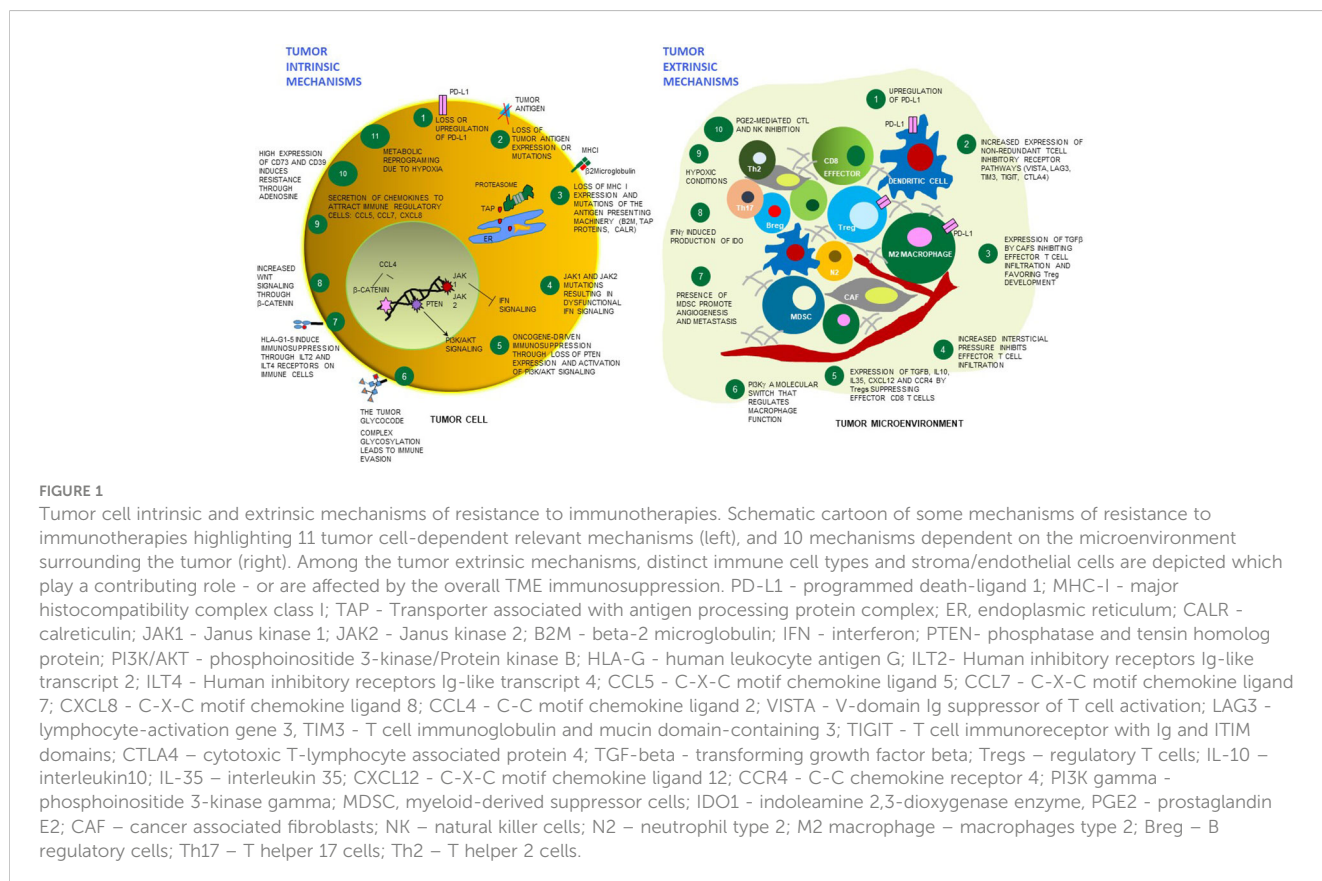 TUMOR
INTRINSIC
MECHANISMS
PD-L1
1
LOSS OR
UPREGULATION
OF PD-L1
TUMOR
ANTIGEN
2
LOSS OF
TUMOR ANTIGEN
EXPRESSION OR
MUTATIONS
MHCI
β2Microglobulin
3
LOSS OF MHC I
EXPRESSION AND
MUTATIONS OF THE
ANTIGEN PRESENTING
MACHINERY (B2M, TAP
PROTEINS, CALR)
PROTEASOME
TAP
ER
4
JAK1 AND JAK2
MUTATIONS
RESULTING IN
DYSFUNCTIONAL
IFN SIGNALING
5
ONCOGENE-DRIVEN
IMMUNOSUPPRESSION
THROUGH LOSS OF PTEN
EXPRESSION AND ACTIVATION
OF PI3K/AKT SIGNALING
6
THE TUMOR
GLYCOCODE
COMPLEX
GLYCOSYLATION
LEADS TO IMMUNE
EVASION
7
HLA-G1-5 INDUCE
IMMUNOSUPPRESSION
THROUGH ILT2 AND
ILT4 RECEPTORS ON
IMMUNE CELLS
8
INCREASED
WNT
SIGNALING
THROUGH
β-CATENIN
9
SECRETION OF CHEMOKINES TO
ATTRACT IMMUNE REGULATORY
CELLS: CCL5, CCL7, CXCL8
10
HIGH EXPRESSION
OF CD73 AND CD39
INDUCES
RESISTANCE
THROUGH
ADENOSINE
11
METABOLIC
REPROGRAMING
DUE TO HYPOXIA
CCL4
β-CATENIN
PTEN
JAK
1
JAK
2
IFN
SIGNALING
PI3K/AKT
SIGNALING
TUMOR CELL
TUMOR
EXTRINSIC
MECHANISMS
1
UPREGULATION
OF PD-L1
PD-L1
2
INCREASED EXPRESSION OF
NON-REDUNDANT TCELL
INHIBITORY RECEPTOR
PATHWAYS (VISTA, LAG3,
TIM3, TIGIT, CTLA4)
3
EXPRESSION OF TGFβ
BY CAFS INHIBITING
EFFECTOR T CELL
INFILTRATION AND
FAVORING Treg
DEVELOPMENT
4
INCREASED INTERSTICIAL
PRESSURE INHIBITS
EFFECTOR T CELL
INFILTRATION
5
EXPRESSION OF TGFB, IL10,
IL35, CXCL12 AND CCR4 BY
Tregs SUPPRESSING
EFFECTOR CD8 T CELLS
6
PI3Kγ A MOLECULAR
SWITCH THAT
REGULATES
MACROPHAGE
FUNCTION
7
PRESENCE OF
MDSC PROMOTE
ANGIOGENESIS
AND METASTASIS
8
IFNγ INDUCED
PRODUCTION OF IDO
9
HYPOXIC
CONDITIONS
10
PGE2-MEDIATED CTL
AND NK INHIBITION
Th2
CD8
EFFECTOR
DENDRITIC CELL
Th17
Breg
Treg
PD-L1
M2 MACROPHAGE
N2
CAF
MDSC
TUMOR MICROENVIRONMENT
FIGURE 1
Tumor cell intrinsic and extrinsic mechanisms of resistance to immunotherapies. Schematic cartoon of some mechanisms of resistance to
immunotherapies highlighting 11 tumor cell-dependent relevant mechanisms (left), and 10 mechanisms dependent on the microenvironment
surrounding the tumor (right). Among the tumor extrinsic mechanisms, distinct immune cell types and stroma/endothelial cells are depicted which
play a contributing role - or are affected by the overall TME immunosuppression. PD-L1 - programmed death-ligand 1; MHC-I - major
histocompatibility complex class I; TAP - Transporter associated with antigen processing protein complex; ER, endoplasmic reticulum; CALR -
calreticulin; JAK1 - Janus kinase 1; JAK2 - Janus kinase 2; B2M - beta-2 microglobulin; IFN - interferon; PTEN- phosphatase and tensin homolog
protein; PI3K/AKT - phosphoinositide 3-kinase/Protein kinase B; HLA-G - human leukocyte antigen G; ILT2- Human inhibitory receptors Ig-like
transcript 2; ILT4 - Human inhibitory receptors Ig-like transcript 4; CCL5 - C-X-C motif chemokine ligand 5; CCL7 - C-X-C motif chemokine ligand
7; CXCL8 - C-X-C motif chemokine ligand 8; CCL4 - C-C motif chemokine ligand 2; VISTA - V-domain Ig suppressor of T cell activation; LAG3 -
lymphocyte-activation gene 3, TIM3 - T cell immunoglobulin and mucin domain-containing 3; TIGIT - T cell immunoreceptor with Ig and ITIM
domains; CTLA4 – cytotoxic T-lymphocyte associated protein 4; TGF-beta - transforming growth factor beta; Tregs – regulatory T cells; IL-10 –
interleukin10; IL-35 – interleukin 35; CXCL12 - C-X-C motif chemokine ligand 12; CCR4 - C-C chemokine receptor 4; PI3K gamma -
phosphoinositide 3-kinase gamma; MDSC, myeloid-derived suppressor cells; IDO1 - indoleamine 2,3-dioxygenase enzyme, PGE2 - prostaglandin
E2; CAF – cancer associated fibroblasts; NK – natural killer cells; N2 – neutrophil type 2; M2 macrophage – macrophages type 2; Breg – B
regulatory cells; Th17 – T helper 17 cells; Th2 – T helper 2 cells.